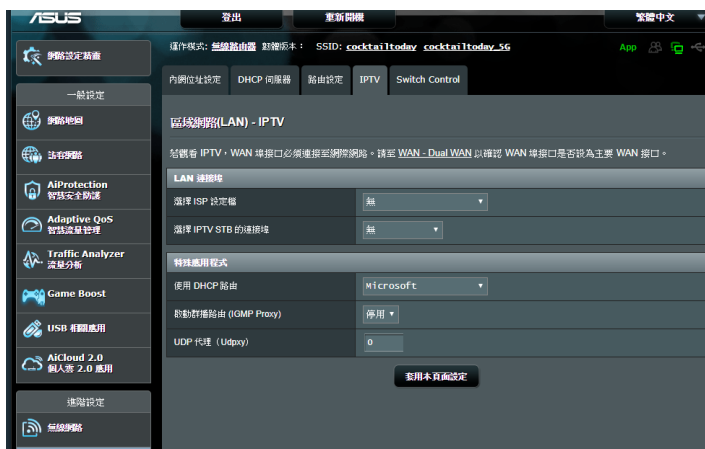 ASUS 登出 重新開機 繁體中文
運作模式: 無線路由器 韌體版本: SSID: cocktailtoday cocktailtoday_5G App
網路設定精靈
內網位址設定 DHCP 伺服器 路由設定 IPTV Switch Control
一般設定
網路地圖
區域網路(LAN) - IPTV
訪客網路
若觀看 IPTV，WAN 埠接口必須連接至網際網路。請至 WAN - Dual WAN 以確認 WAN 埠接口是否設為主要 WAN 接口。
LAN 連接埠
AiProtection
智慧安全防護
選擇 ISP 設定檔 無
Adaptive QoS
智慧流量管理
選擇 IPTV STB 的連接埠 無
Traffic Analyzer
流量分析
特殊應用程式
使用 DHCP 路由 Microsoft
Game Boost
啟動群播路由 (IGMP Proxy) 停用
USB 相關應用
UDP 代理（Udpxy） 0
AiCloud 2.0
個人雲 2.0 應用
套用本頁面設定
進階設定
無線網路